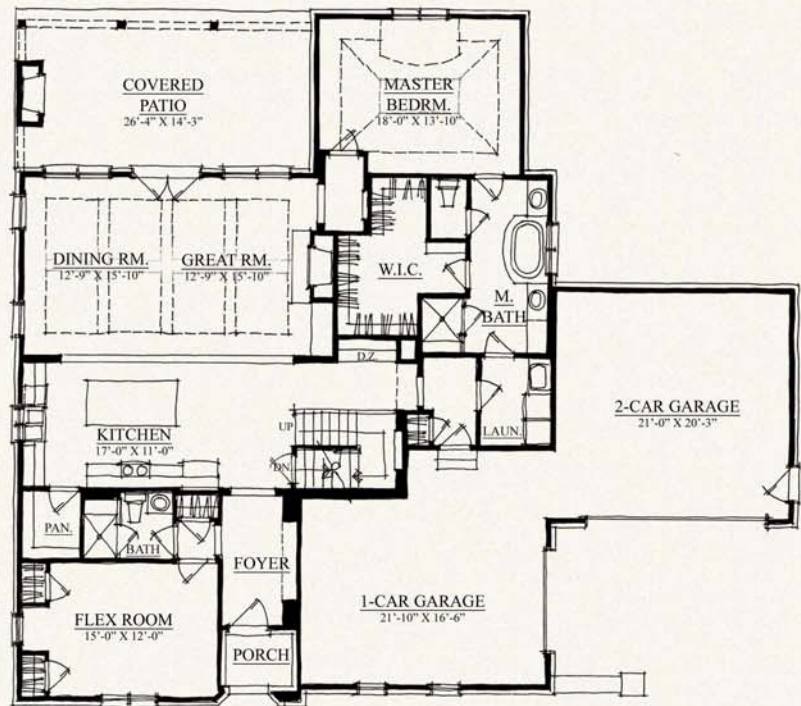 COVERED
PATIO
26'-4" X 14'-3"
MASTER
BEDRM.
18'-0" X 13'-10"
DINING RM.
12'-9" X 15'-10"
GREAT RM.
12'-9" X 15'-10"
W.I.C.
M.
BATH
D.Z.
2-CAR GARAGE
21'-0" X 20'-3"
UP
LAUN.
KITCHEN
17'-0" X 11'-0"
DN.
PAN.
BATH
FOYER
1-CAR GARAGE
21'-10" X 16'-6"
FLEX ROOM
15'-0" X 12'-0"
PORCH